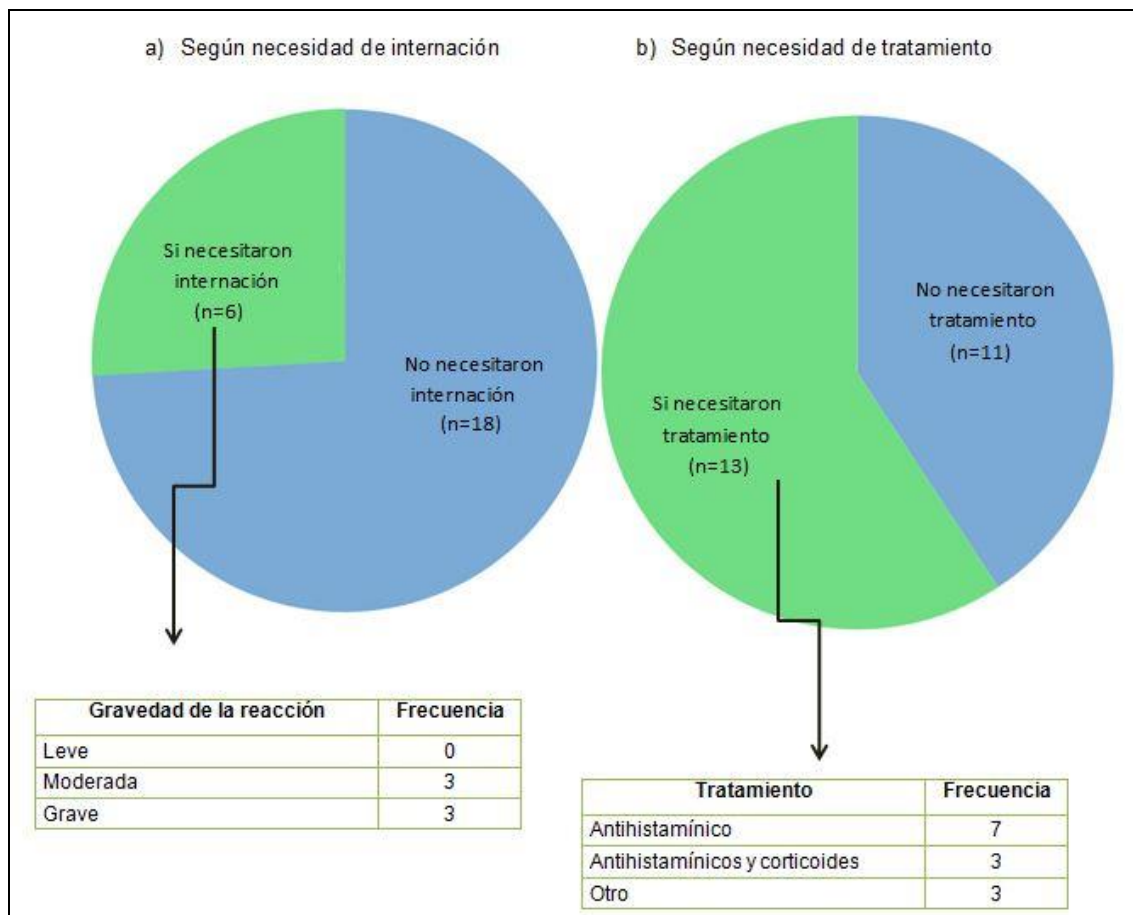 a) Según necesidad de internación
b) Según necesidad de tratamiento
Si necesitaron
internación
(n=6)
No necesitaron
internación
(n=18)
No necesitaron
tratamiento
(n=11)
Si necesitaron
tratamiento
(n=13)
Gravedad de la reacción Frecuencia
Leve 0
Moderada 3
Grave 3
Tratamiento Frecuencia
Antihistamínico 7
Antihistamínicos y corticoides 3
Otro 3